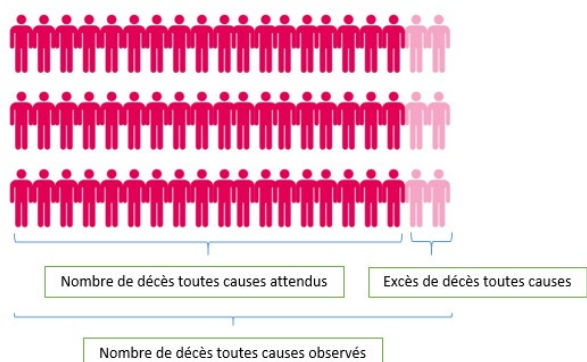 Nombre de décès toutes causes attendus
Excès de décès toutes causes
Nombre de décès toutes causes observés